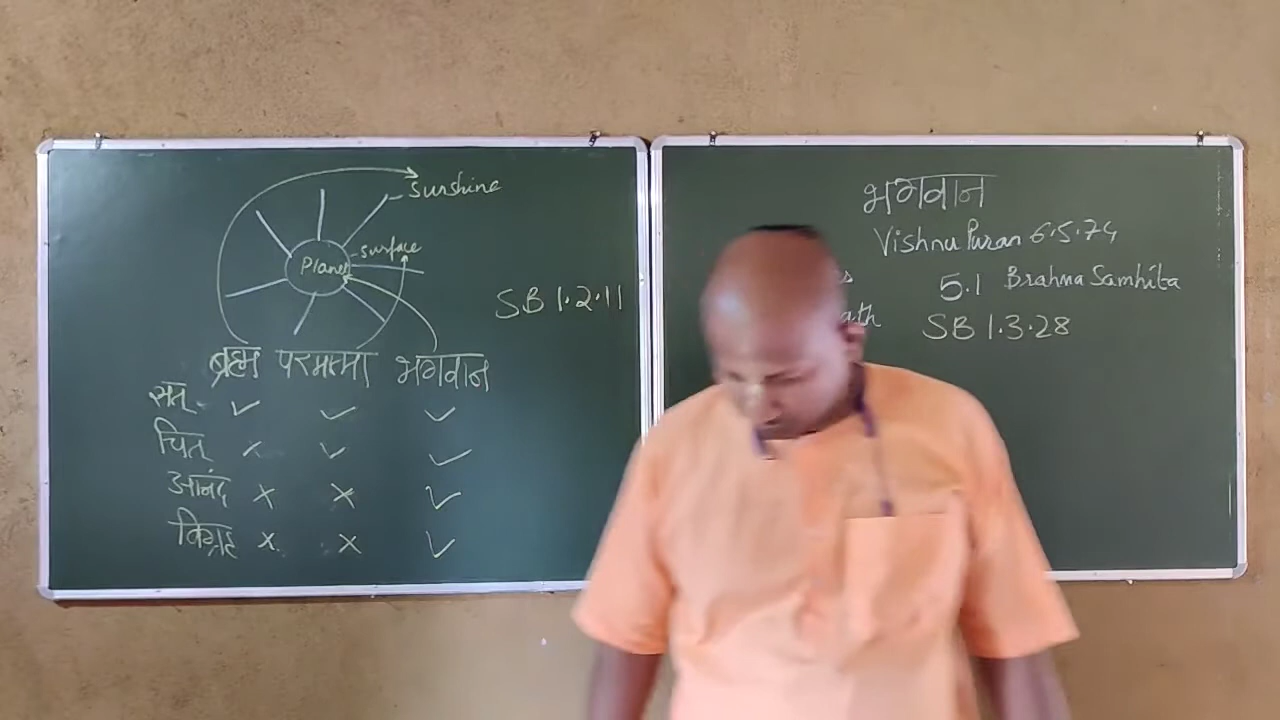 Sunshine
surface
Planet
SB 1.2.11
ब्रह्म परमात्मा भगवान
सत् ✓ ✓ ✓
चित् x ✓ ✓
आनंद x x ✓
विग्रह x x ✓
भगवान
Vishnu Puran 6.5.74
5.1 Brahma Samhita
SB 1.3.28